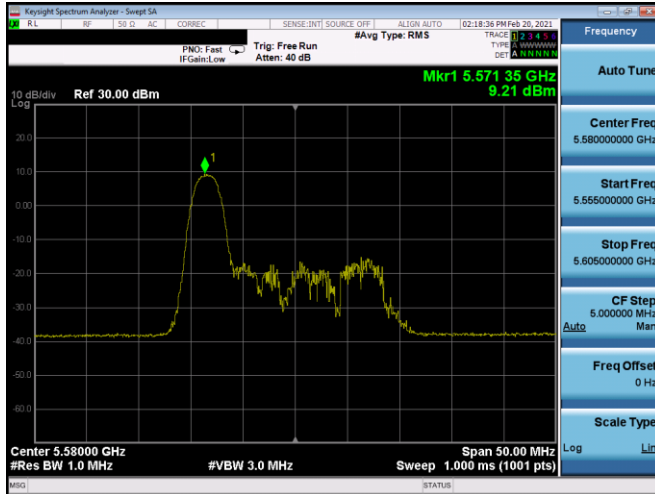 Keysight Spectrum Analyzer - Swept SA
RL RF 50 Ω AC CORREC SENSE:INT SOURCE OFF ALIGN AUTO 02:18:36 PM Feb 20, 2021
#Avg Type: RMS
TRACE 1 2 3 4 5 6
TYPE A WWWWW
DET A N N N N N
PNO: Fast
IFGain:Low
Trig: Free Run
Atten: 40 dB
Mkr1 5.571 35 GHz
9.21 dBm
10 dB/div
Log
Ref 30.00 dBm
20.0
10.0
0.00
-10.0
-20.0
-30.0
-40.0
-50.0
-60.0
1
Center 5.58000 GHz
Span 50.00 MHz
#Res BW 1.0 MHz
#VBW 3.0 MHz
Sweep 1.000 ms (1001 pts)
MSG
STATUS
Frequency
Auto Tune
Center Freq
5.580000000 GHz
Start Freq
5.555000000 GHz
Stop Freq
5.605000000 GHz
CF Step
5.000000 MHz
Auto Man
Freq Offset
0 Hz
Scale Type
Log Lin